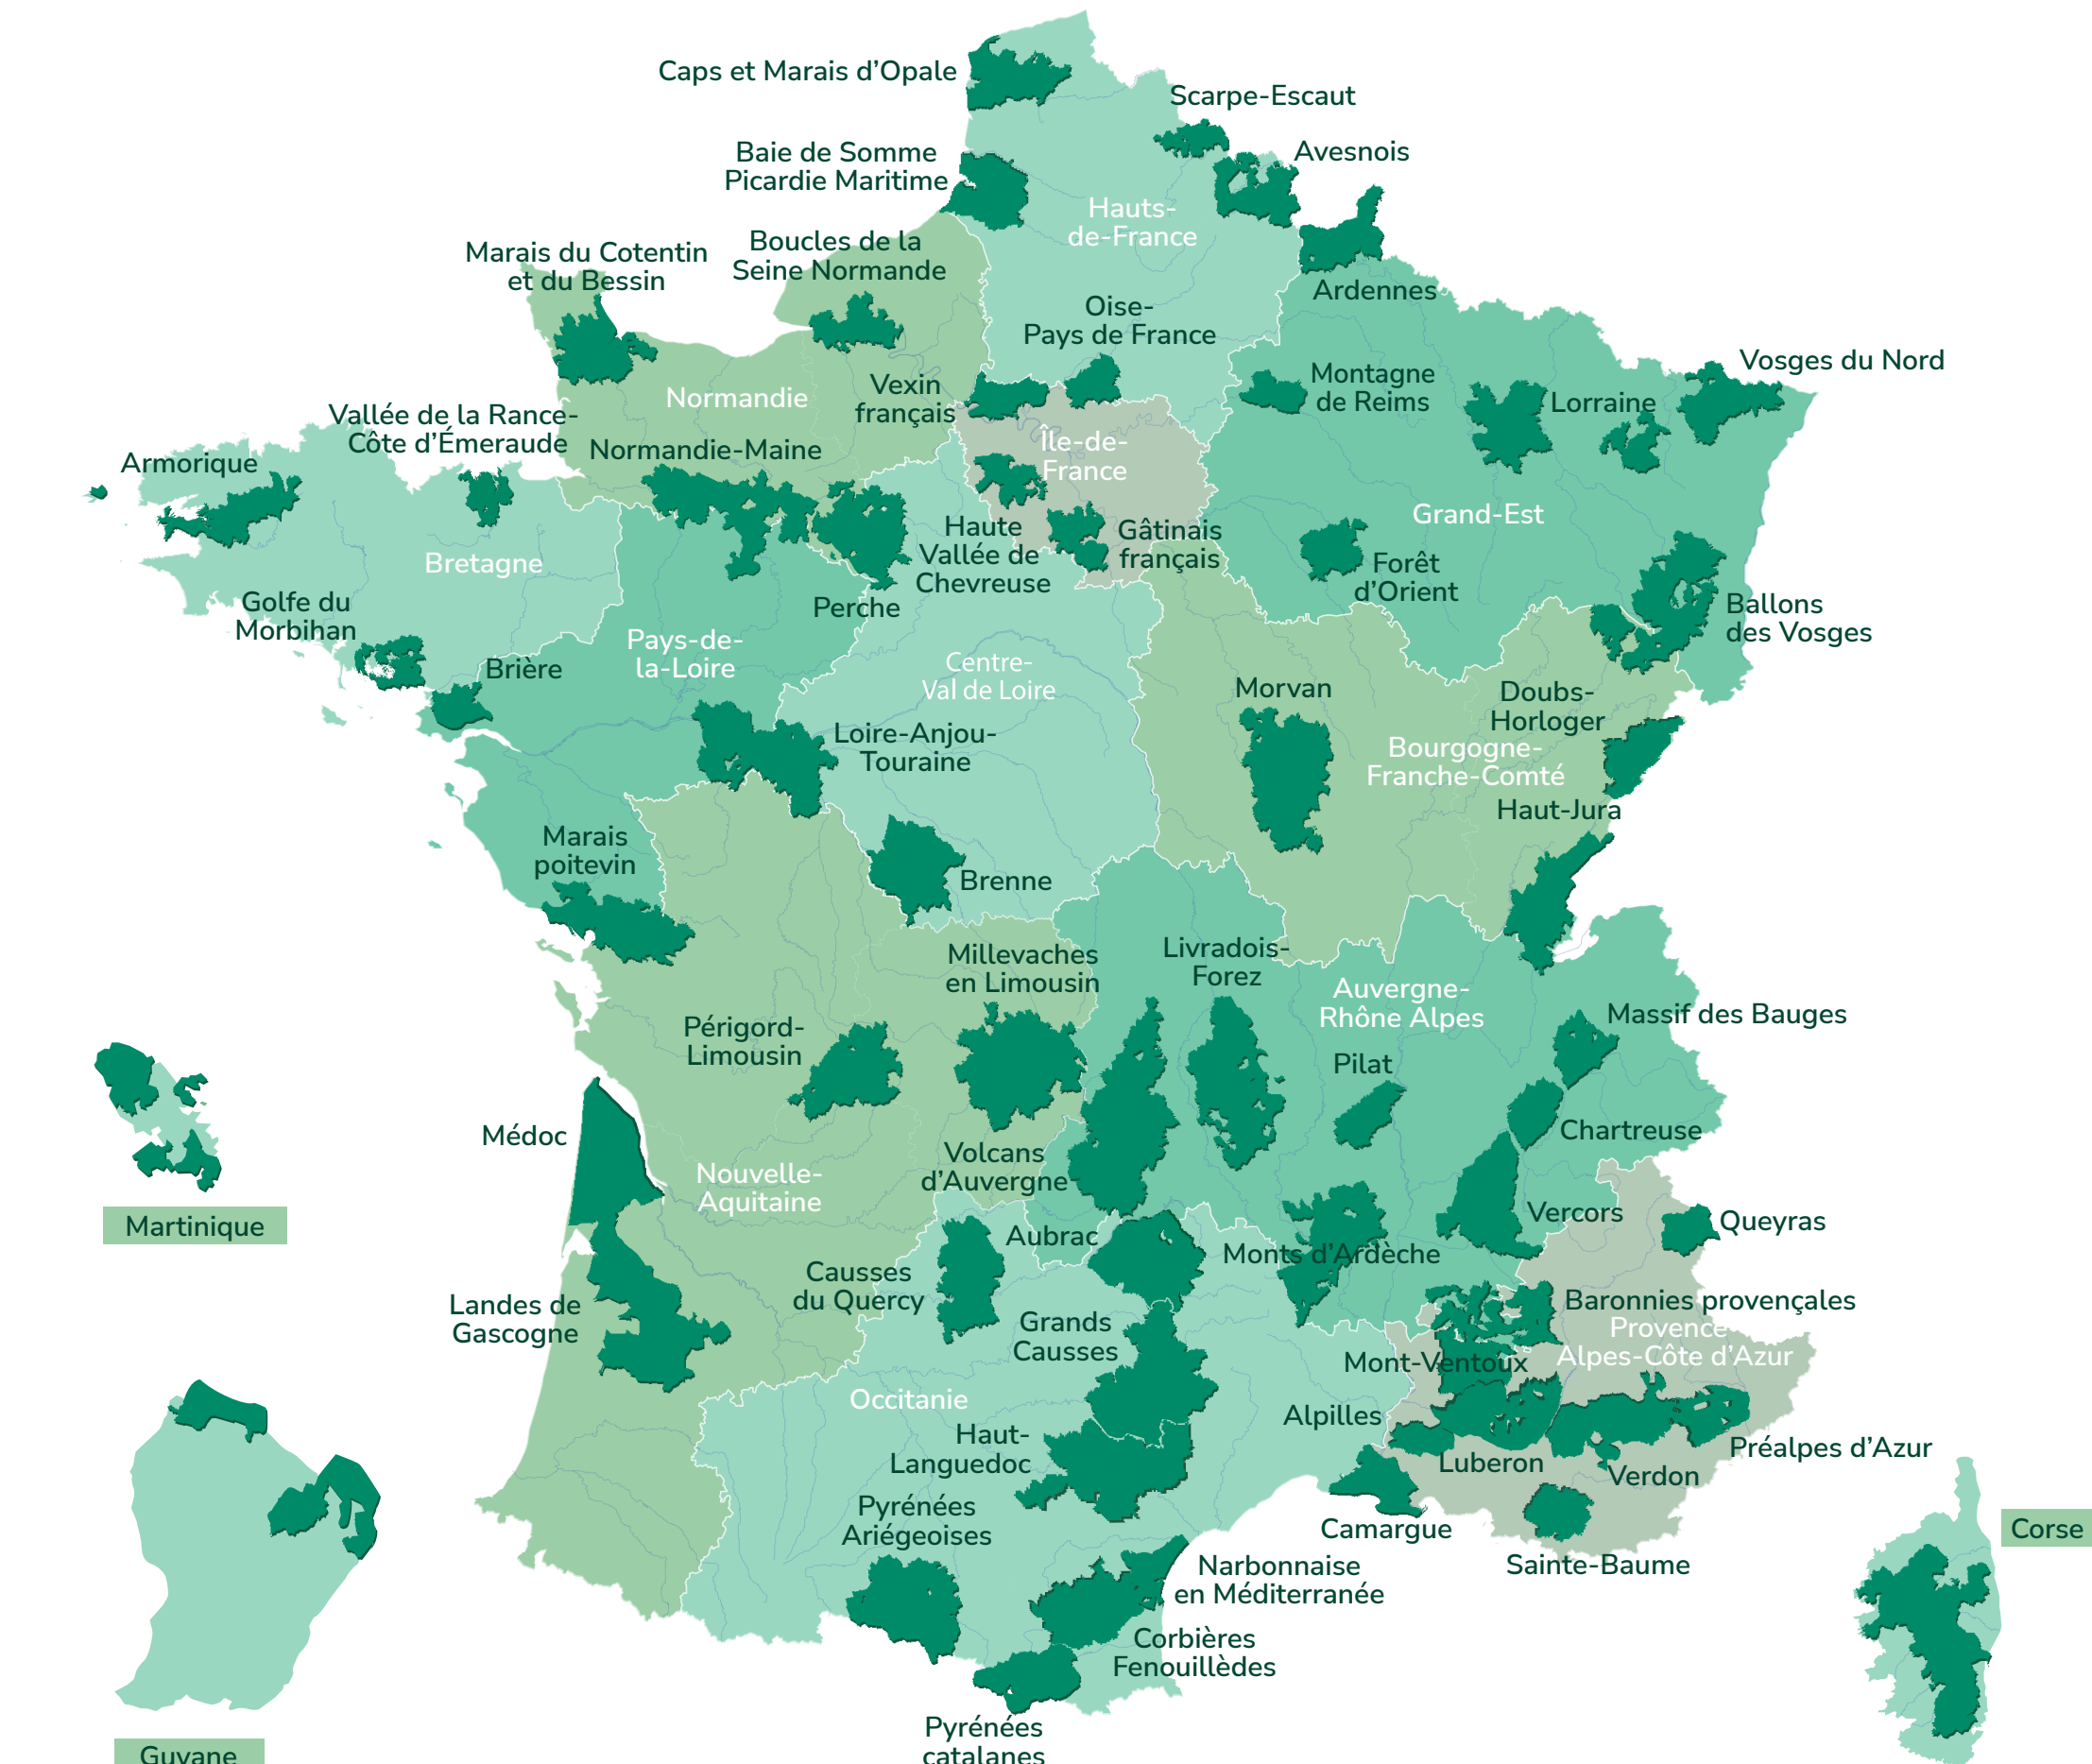 Caps et Marais d’Opale
Scarpe-Escaut
Baie de Somme
Picardie Maritime
Avesnois
Hauts-
de-France
Marais du Cotentin
et du Bessin
Boucles de la
Seine Normande
Ardennes
Oise-
Pays de France
Vosges du Nord
Montagne
de Reims
Lorraine
Vexin
français
Normandie
Vallée de la Rance-
Côte d’Émeraude
Île-de-
France
Normandie-Maine
Armorique
Grand-Est
Haute
Vallée de
Chevreuse
Gâtinais
français
Bretagne
Forêt
d’Orient
Perche
Golfe du
Morbihan
Ballons
des Vosges
Pays-de-
la-Loire
Brière
Centre-
Val de Loire
Morvan
Doubs-
Horloger
Loire-Anjou-
Touraine
Bourgogne-
Franche-Comté
Haut-Jura
Marais
poitevin
Brenne
Millevaches
en Limousin
Livradois-
Forez
Auvergne-
Rhône Alpes
Massif des Bauges
Périgord-
Limousin
Pilat
Médoc
Chartreuse
Volcans
d’Auvergne
Nouvelle-
Aquitaine
Martinique
Vercors
Queyras
Aubrac
Monts d’Ardèche
Causses
du Quercy
Landes de
Gascogne
Grands
Causses
Baronnies provençales
Provence
Alpes-Côte d’Azur
Mont-Ventoux
Occitanie
Alpilles
Haut-
Languedoc
Luberon
Verdon
Préalpes d’Azur
Pyrénées
Ariégeoises
Camargue
Corse
Sainte-Baume
Narbonnaise
en Méditerranée
Corbières
Fenouillèdes
Pyrénées
catalanes
Guyane